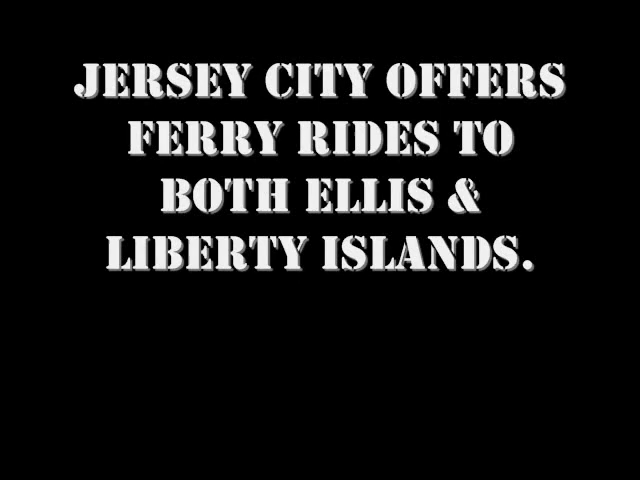 JERSEY CITY OFFERS
FERRY RIDES TO
BOTH ELLIS &
LIBERTY ISLANDS.